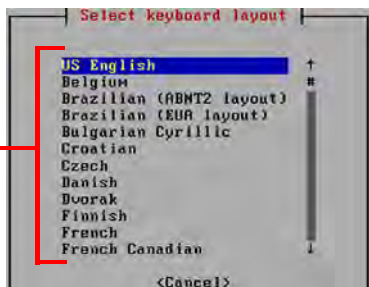 Select keyboard layout
US English
Belgium
Brazilian (ABNT2 layout)
Brazilian (EUA layout)
Bulgarian Cyrillic
Croatian
Czech
Danish
Dvorak
Finnish
French
French Canadian
<Cancel>